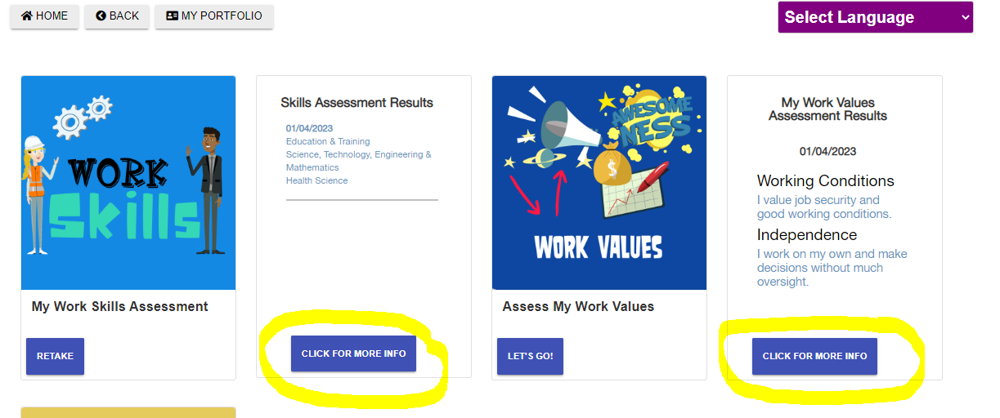 HOME
BACK
MY PORTFOLIO
Select Language
WORK
Skills
My Work Skills Assessment
RETAKE
Skills Assessment Results
01/04/2023
Education & Training
Science, Technology, Engineering &
Mathematics
Health Science
CLICK FOR MORE INFO
AWESOME
NESS
$
WORK VALUES
Assess My Work Values
LET'S GO!
My Work Values
Assessment Results
01/04/2023
Working Conditions
I value job security and
good working conditions.
Independence
I work on my own and make
decisions without much
oversight.
CLICK FOR MORE INFO